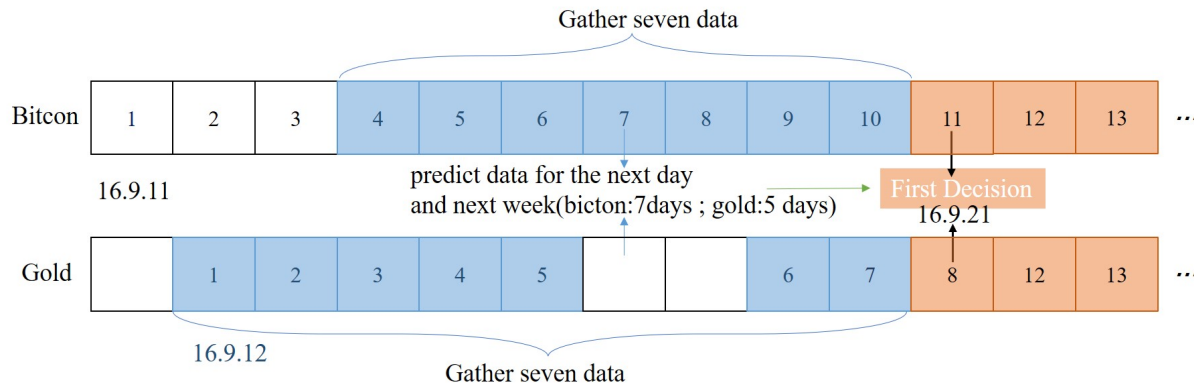 Gather seven data
Bitcon 1 2 3 4 5 6 7 8 9 10 11 12 13 ...
16.9.11
predict data for the next day
and next week(bicton:7days ; gold:5 days)
First Decision
16.9.21
Gold 1 2 3 4 5 6 7 8 12 13 ...
16.9.12
Gather seven data